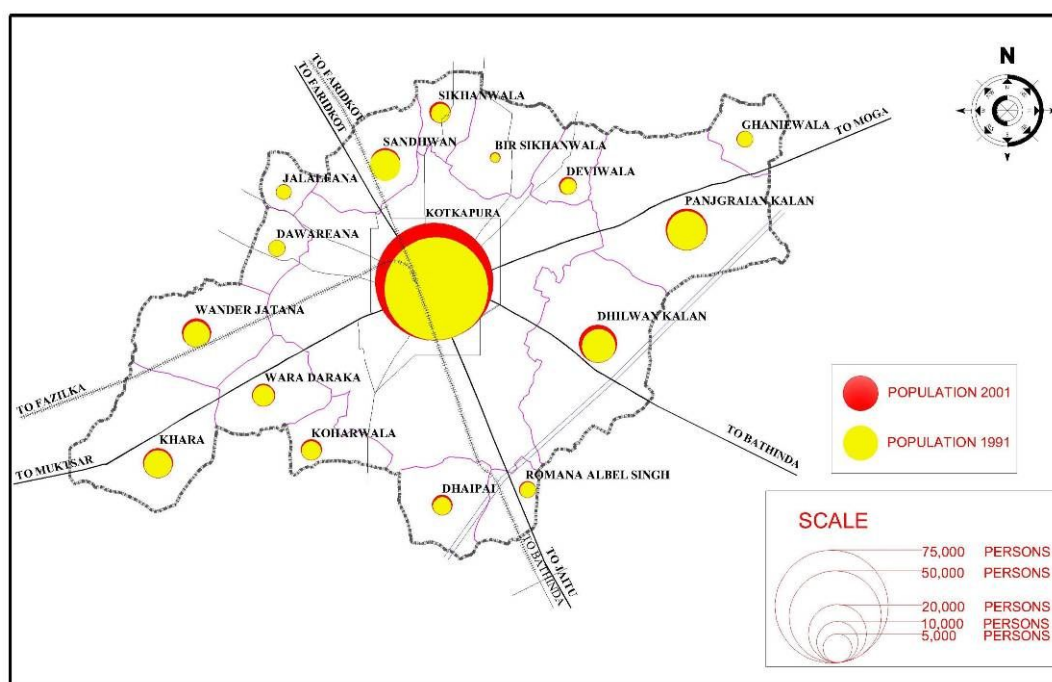 N
TO FARIDKOT
TO FARIDKOT
SIKHANWALA
GHANIEWALA
TO MOGA
SANDHWAN
BIR SIKHANWALA
DEVIWALA
JALALEANA
PANJGRAIAN KALAN
KOTKAPURA
DAWAREANA
WANDER JATANA
DHILWAN KALAN
TO FAZILKA
WARA DARAKA
POPULATION 2001
POPULATION 1991
KHARA
KOHARWALA
TO BATHINDA
TO MUKTSAR
ROMANA ALBEL SINGH
DHAIPAI
TO JAITU
TO BATHINDA
SCALE
75,000 PERSONS
50,000 PERSONS
20,000 PERSONS
10,000 PERSONS
5,000 PERSONS